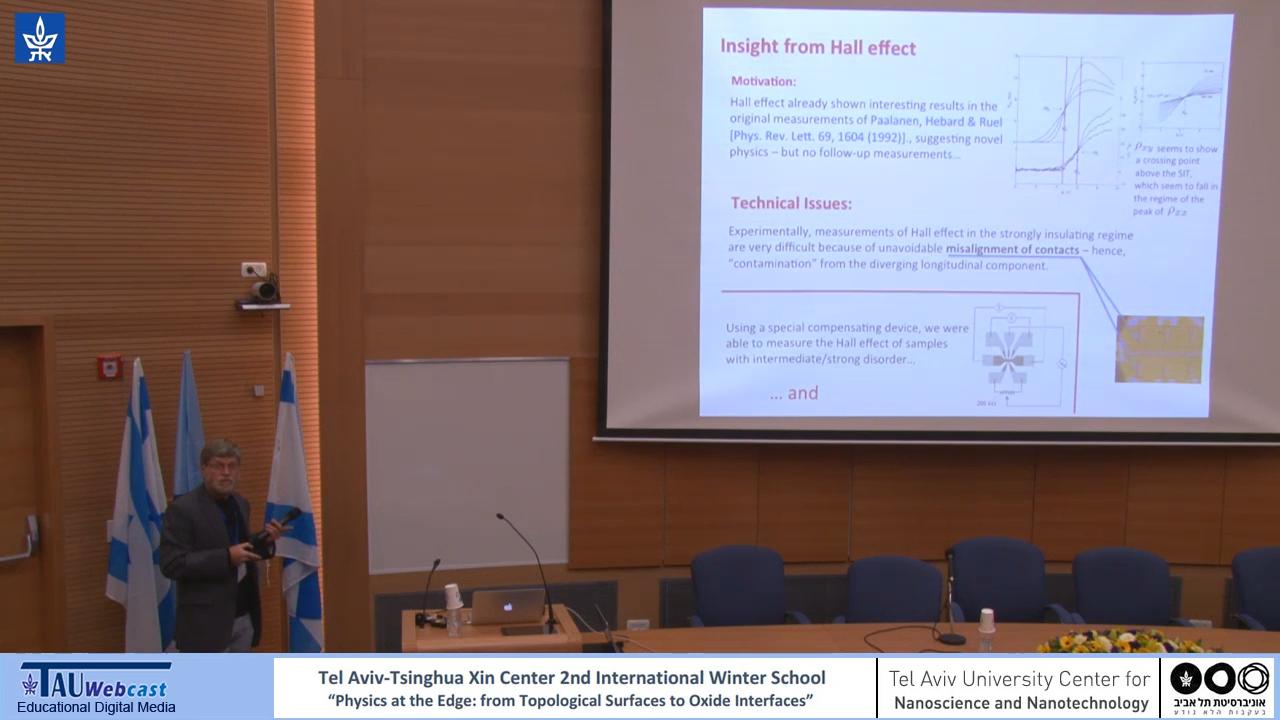 Insight from Hall effect
Motivation:
Hall effect already shown interesting results in the
original measurements of Paalanen, Hebard & Ruel
[Phys. Rev. Lett. 69, 1604 (1992)]., suggesting novel
physics – but no follow-up measurements...
ρxy seems to show
a crossing point
above the SIT,
which seem to fall in
the regime of the
peak of ρxx
Technical Issues:
Experimentally, measurements of Hall effect in the strongly insulating regime
are very difficult because of unavoidable misalignment of contacts – hence,
“contamination” from the diverging longitudinal component.
Using a special compensating device, we were
able to measure the Hall effect of samples
with intermediate/strong disorder...
... and
TAU Webcast
Educational Digital Media
Tel Aviv-Tsinghua Xin Center 2nd International Winter School
“Physics at the Edge: from Topological Surfaces to Oxide Interfaces”
Tel Aviv University Center for
Nanoscience and Nanotechnology
אוניברסיטת תל אביב
בעקבות הלא נודע